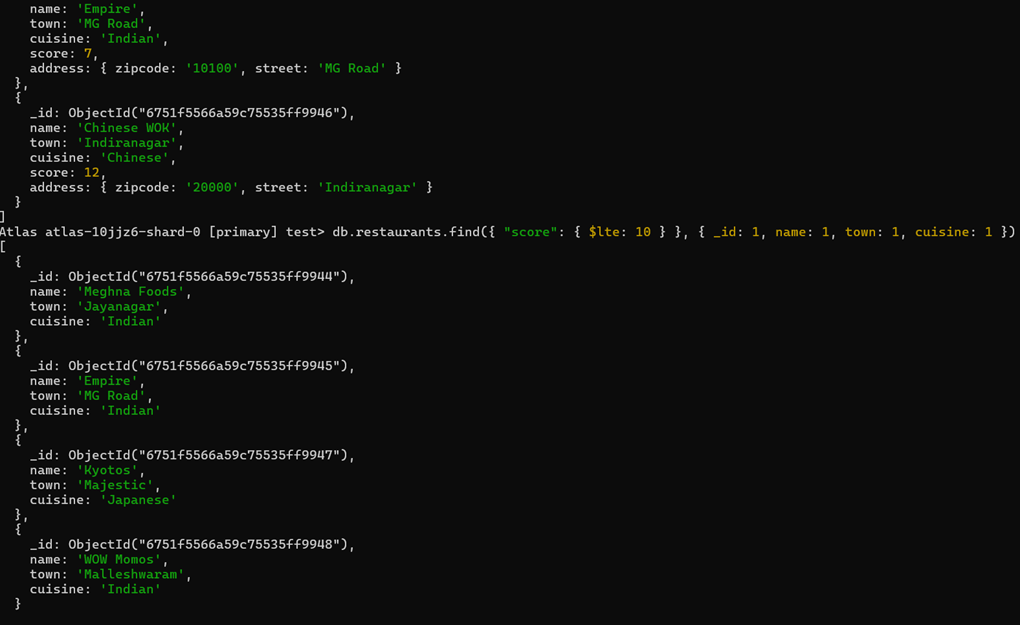 name: 'Empire',
    town: 'MG Road',
    cuisine: 'Indian',
    score: 7,
    address: { zipcode: '10100', street: 'MG Road' }
  },
  {
    _id: ObjectId("6751f5566a59c75535ff9946"),
    name: 'Chinese WOK',
    town: 'Indiranagar',
    cuisine: 'Chinese',
    score: 12,
    address: { zipcode: '20000', street: 'Indiranagar' }
  }
]
Atlas atlas-10jjz6-shard-0 [primary] test> db.restaurants.find({ "score": { $lte: 10 } }, { _id: 1, name: 1, town: 1, cuisine: 1 })
[
  {
    _id: ObjectId("6751f5566a59c75535ff9944"),
    name: 'Meghna Foods',
    town: 'Jayanagar',
    cuisine: 'Indian'
  },
  {
    _id: ObjectId("6751f5566a59c75535ff9945"),
    name: 'Empire',
    town: 'MG Road',
    cuisine: 'Indian'
  },
  {
    _id: ObjectId("6751f5566a59c75535ff9947"),
    name: 'Kyotos',
    town: 'Majestic',
    cuisine: 'Japanese'
  },
  {
    _id: ObjectId("6751f5566a59c75535ff9948"),
    name: 'WOW Momos',
    town: 'Malleshwaram',
    cuisine: 'Indian'
  }